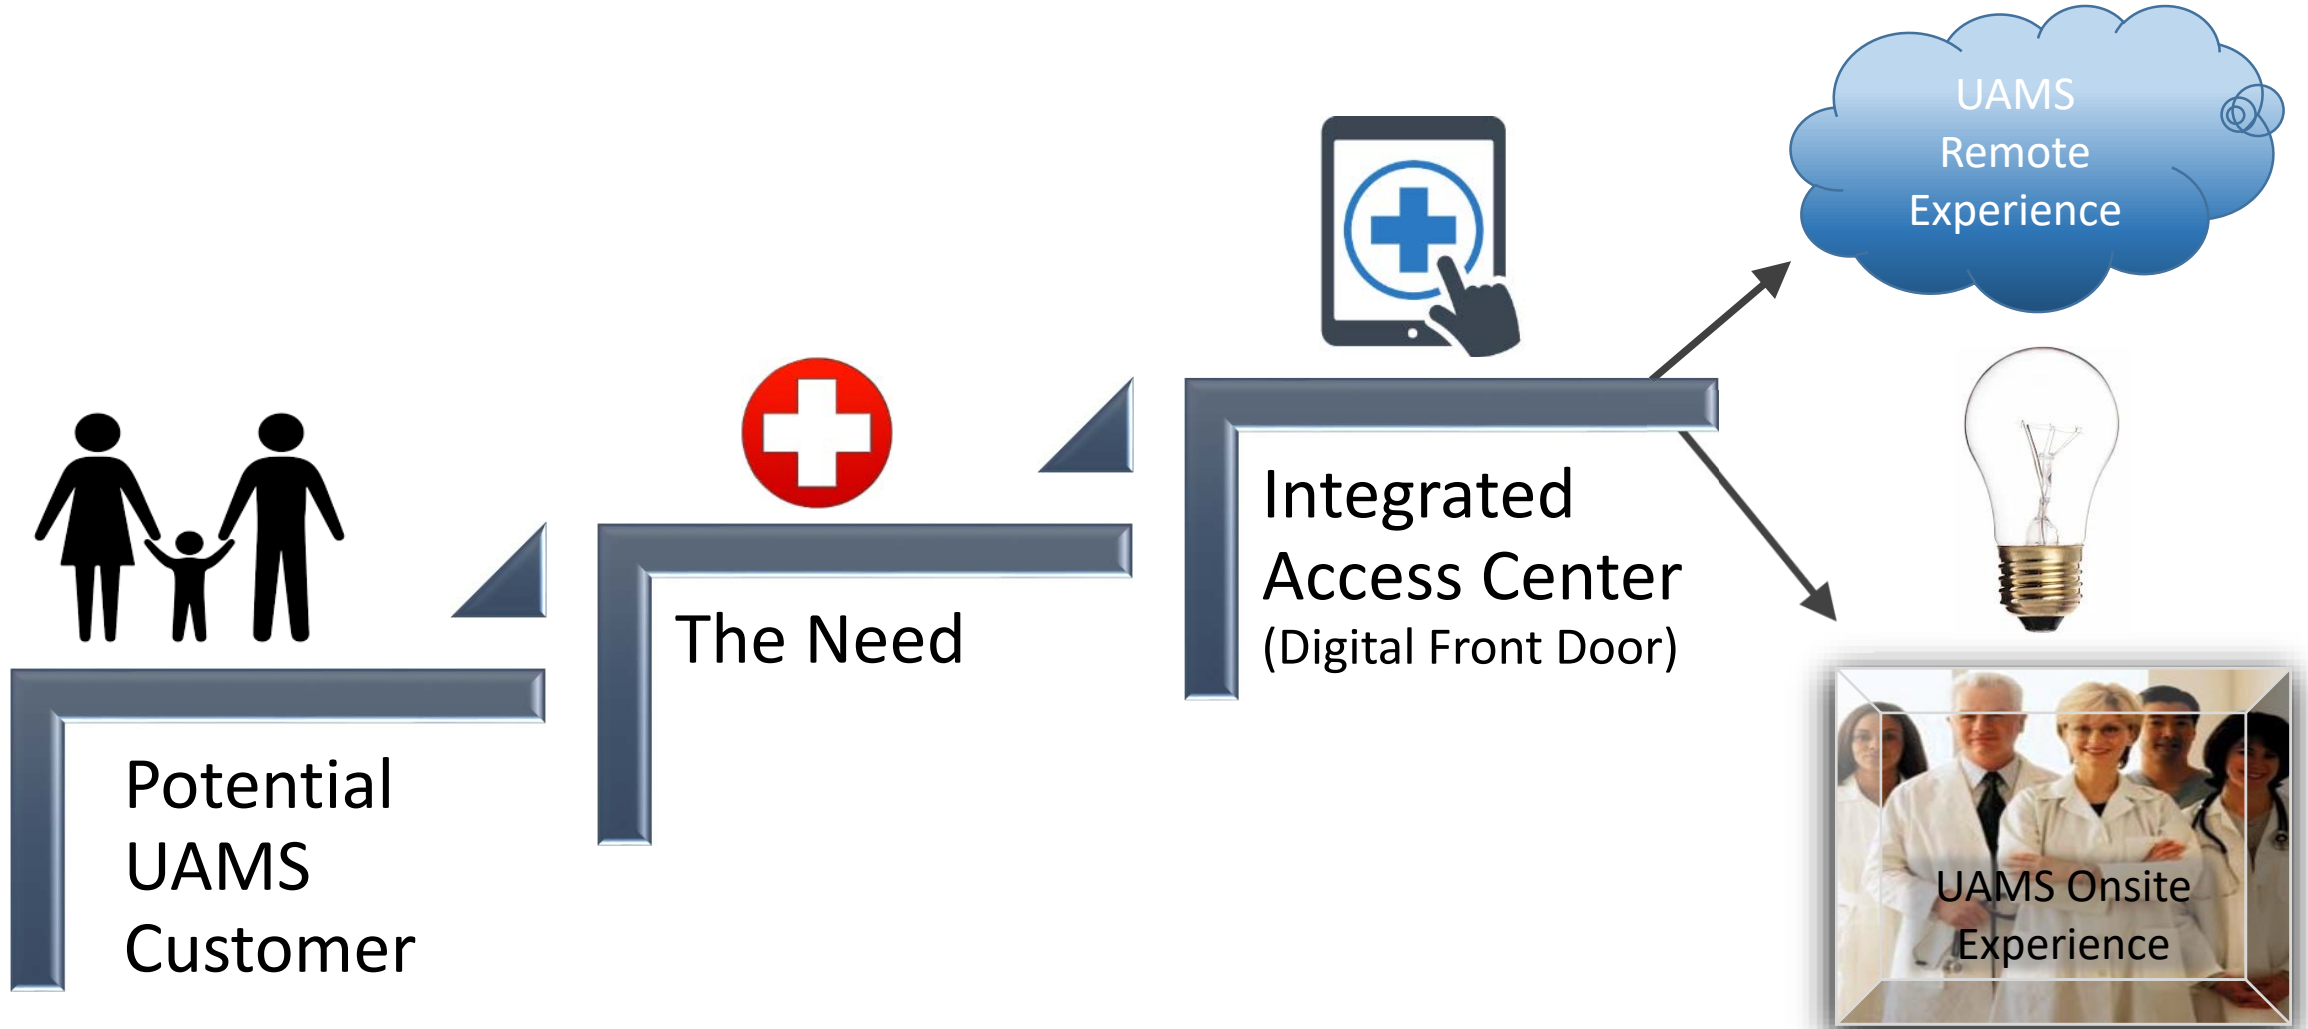 Potential
UAMS
Customer
The Need
Integrated
Access Center
(Digital Front Door)
UAMS
Remote
Experience
UAMS Onsite
Experience